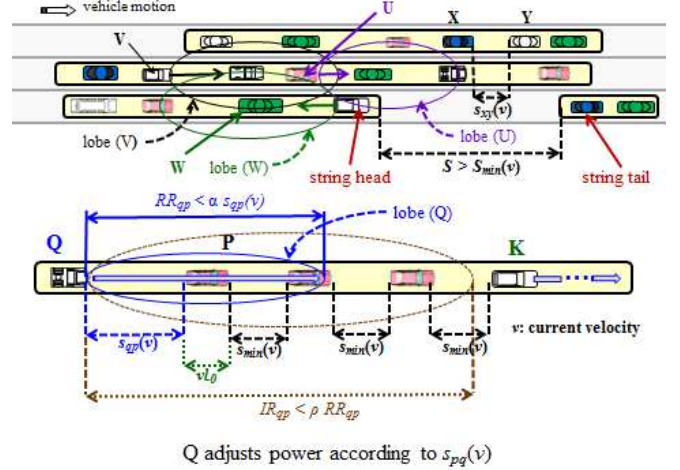 vehicle motion
X Y
V U
s_xy(v)
lobe (V) lobe (U)
W lobe (W)
string head S > S_min(v) string tail
RR_qp < α s_qp(v) lobe (Q)
Q P K
s_qp(v) s_min(v) s_min(v) s_min(v) v: current velocity
vL_0
IR_qp < ρ RR_qp
Q adjusts power according to s_pq(v)